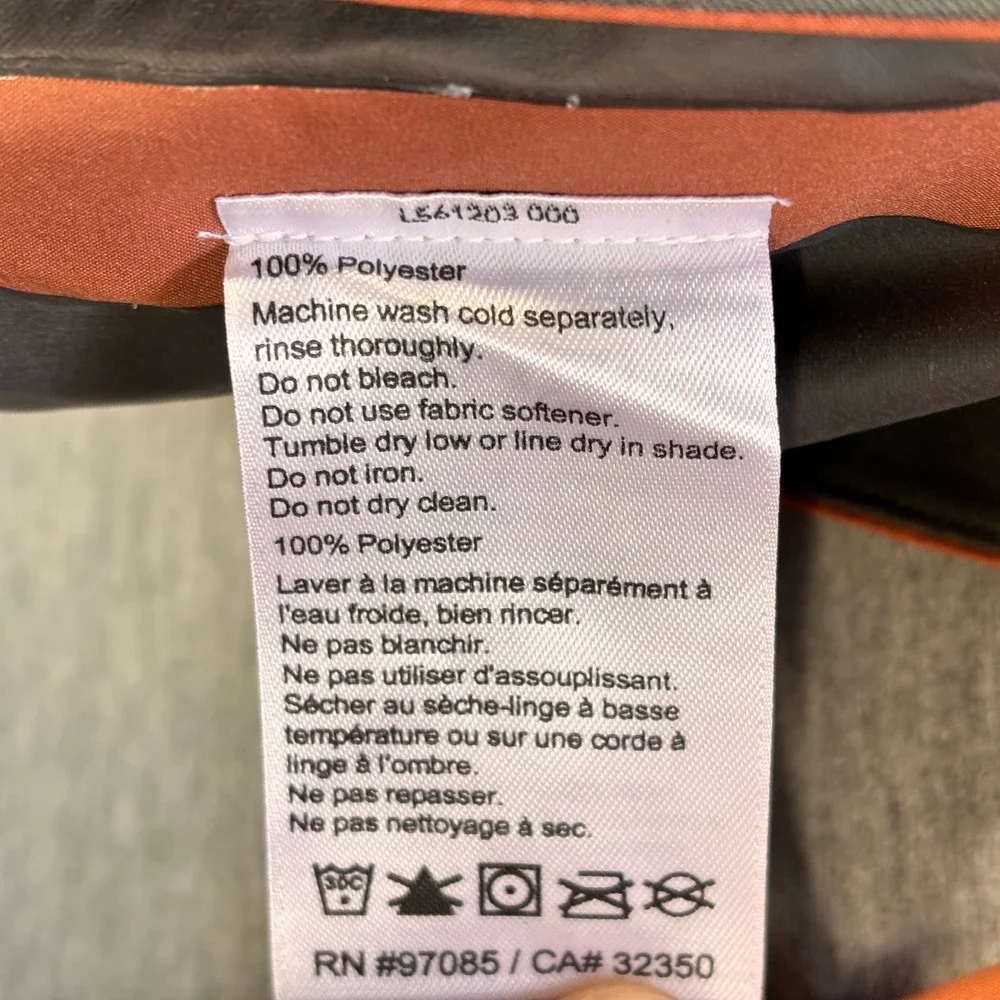 100% Polyester
Machine wash cold separately,
rinse thoroughly.
Do not bleach.
Do not use fabric softener.
Tumble dry low or line dry in shade.
Do not iron.
Do not dry clean.
100% Polyester
Laver à la machine séparément à
l'eau froide, bien rincer.
Ne pas blanchir.
Ne pas utiliser d'assouplissant.
Sécher au sèche-linge à basse
température ou sur une corde à
linge à l'ombre.
Ne pas repasser.
Ne pas nettoyage à sec.
30C
RN #97085 / CA# 32350